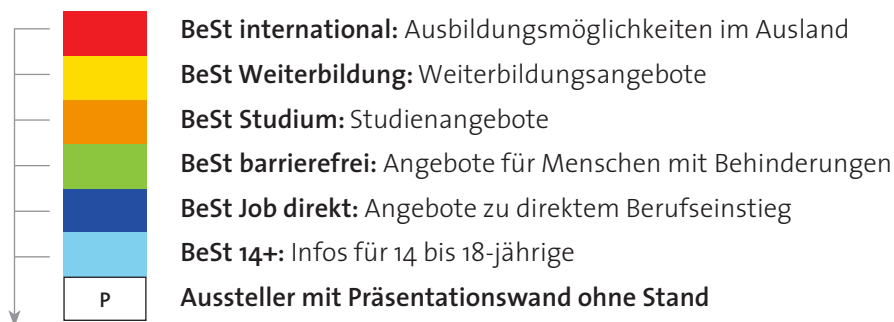 BeSt international: Ausbildungsmöglichkeiten im Ausland
BeSt Weiterbildung: Weiterbildungsangebote
BeSt Studium: Studienangebote
BeSt barrierefrei: Angebote für Menschen mit Behinderungen
BeSt Job direkt: Angebote zu direktem Berufseinstieg
BeSt 14+: Infos für 14 bis 18-jährige
P Aussteller mit Präsentationswand ohne Stand